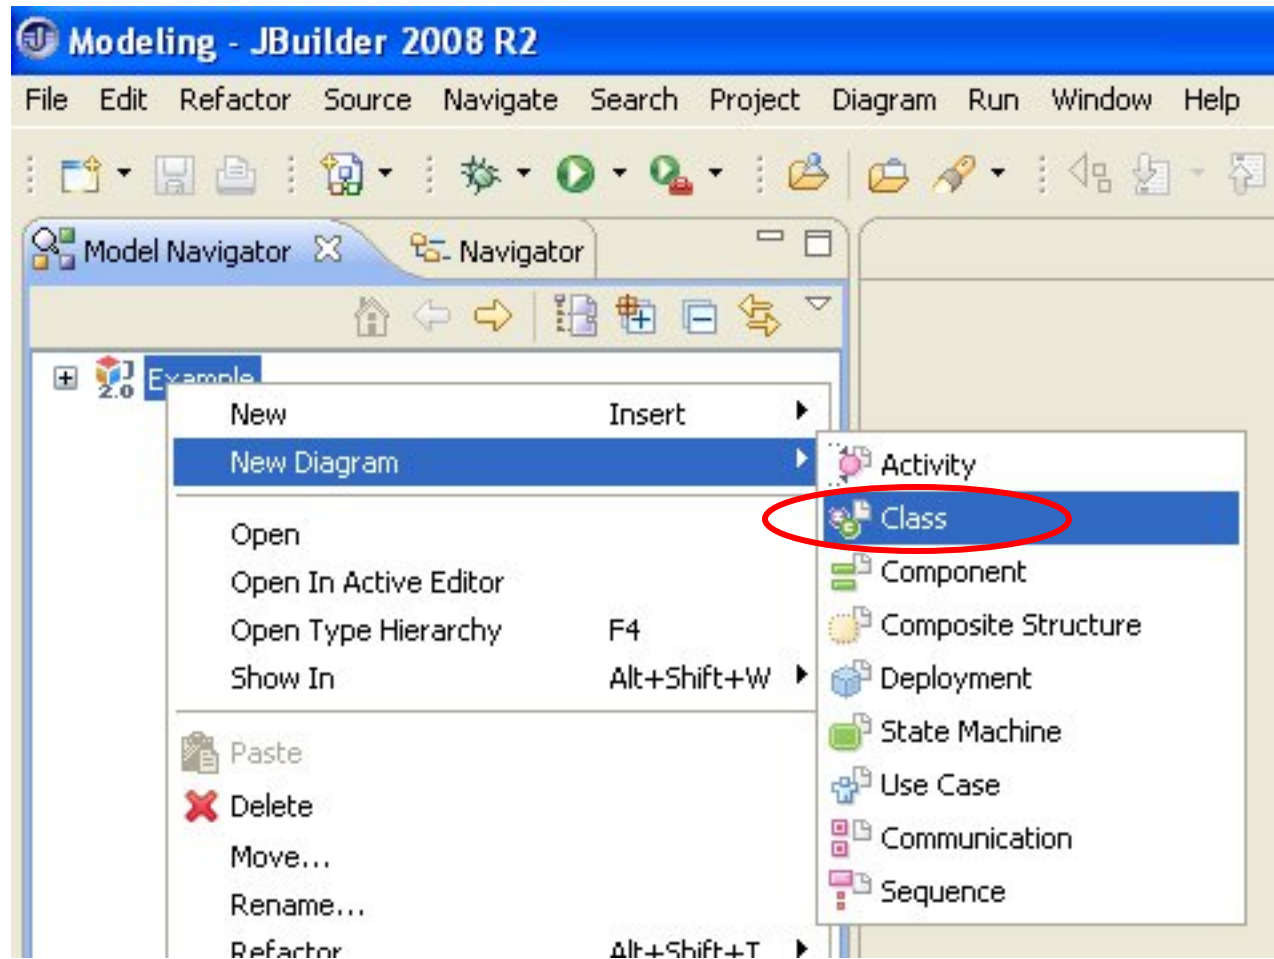 Modeling - JBuilder 2008 R2
File Edit Refactor Source Navigate Search Project Diagram Run Window Help
Model Navigator Navigator
J
2.0 Example
New Insert
New Diagram
Open
Open In Active Editor
Open Type Hierarchy F4
Show In Alt+Shift+W
Paste
Delete
Move...
Rename...
Refactor Alt+Shift+T
Activity
Class
Component
Composite Structure
Deployment
State Machine
Use Case
Communication
Sequence